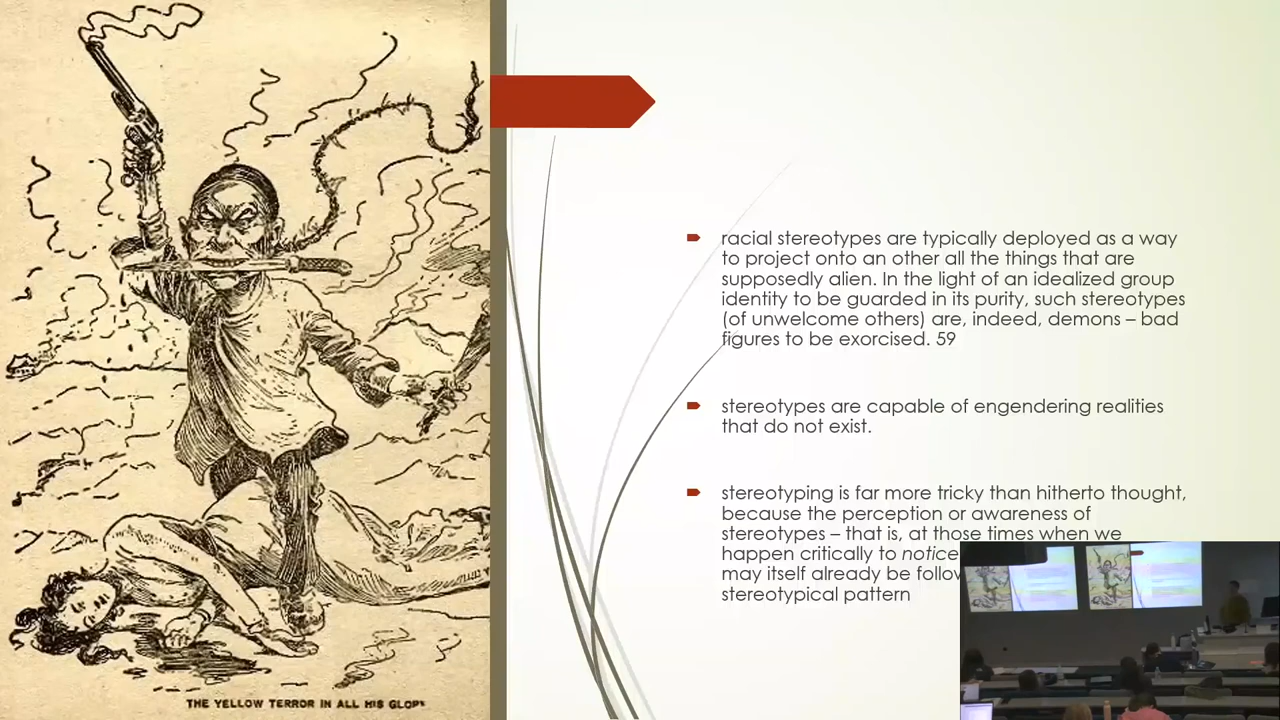 racial stereotypes are typically deployed as a way
to project onto an other all the things that are
supposedly alien. In the light of an idealized group
identity to be guarded in its purity, such stereotypes
(of unwelcome others) are, indeed, demons – bad
figures to be exorcised. 59
stereotypes are capable of engendering realities
that do not exist.
stereotyping is far more tricky than hitherto thought,
because the perception or awareness of
stereotypes – that is, at those times when we
happen critically to notice
may itself already be
stereotypical pattern
THE YELLOW TERROR IN ALL HIS